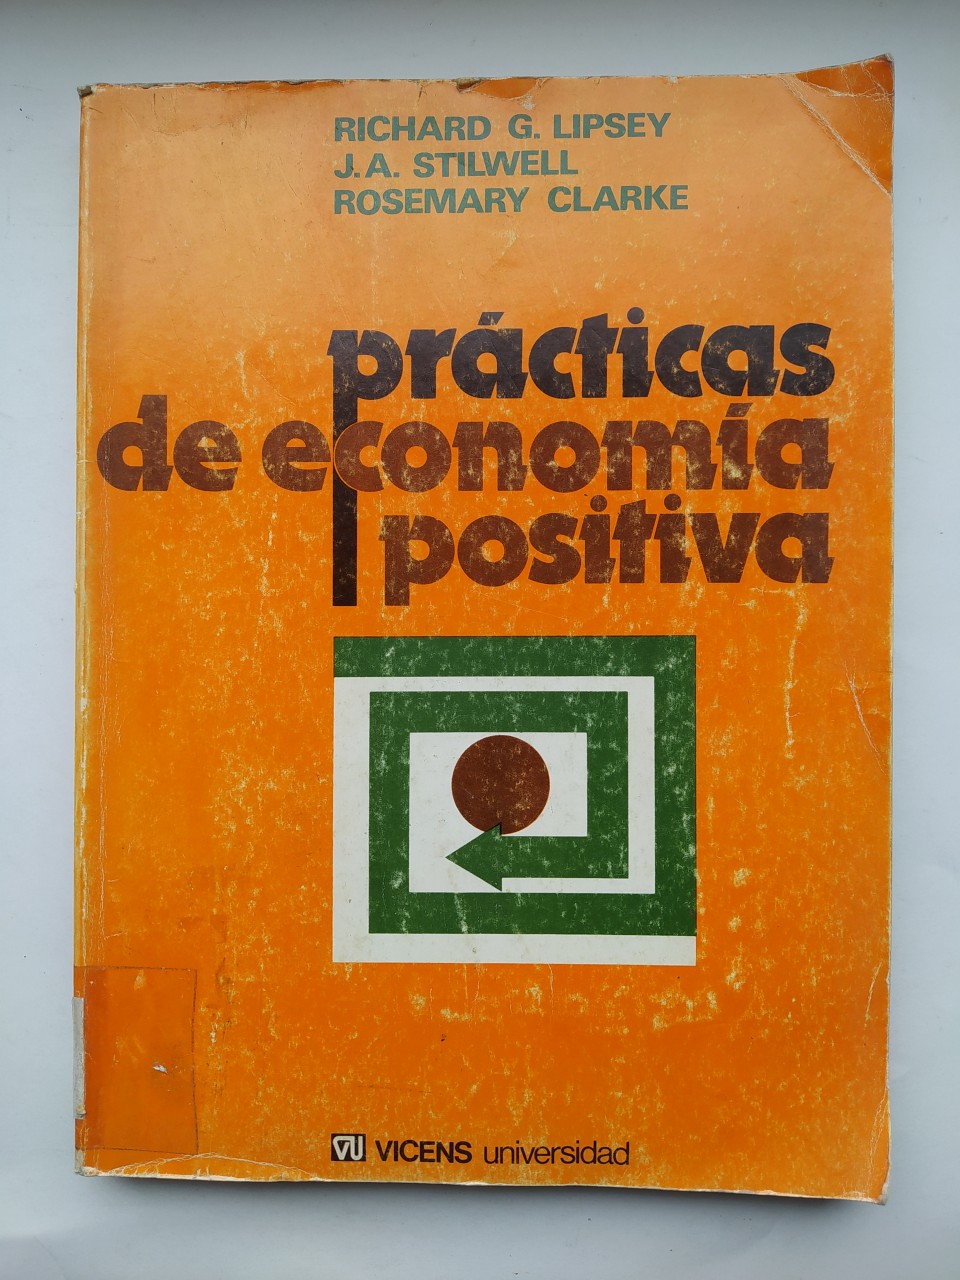 RICHARD G. LIPSEY
J.A. STILWELL
ROSEMARY CLARKE
prácticas
de economía
positiva
VU VICENS universidad